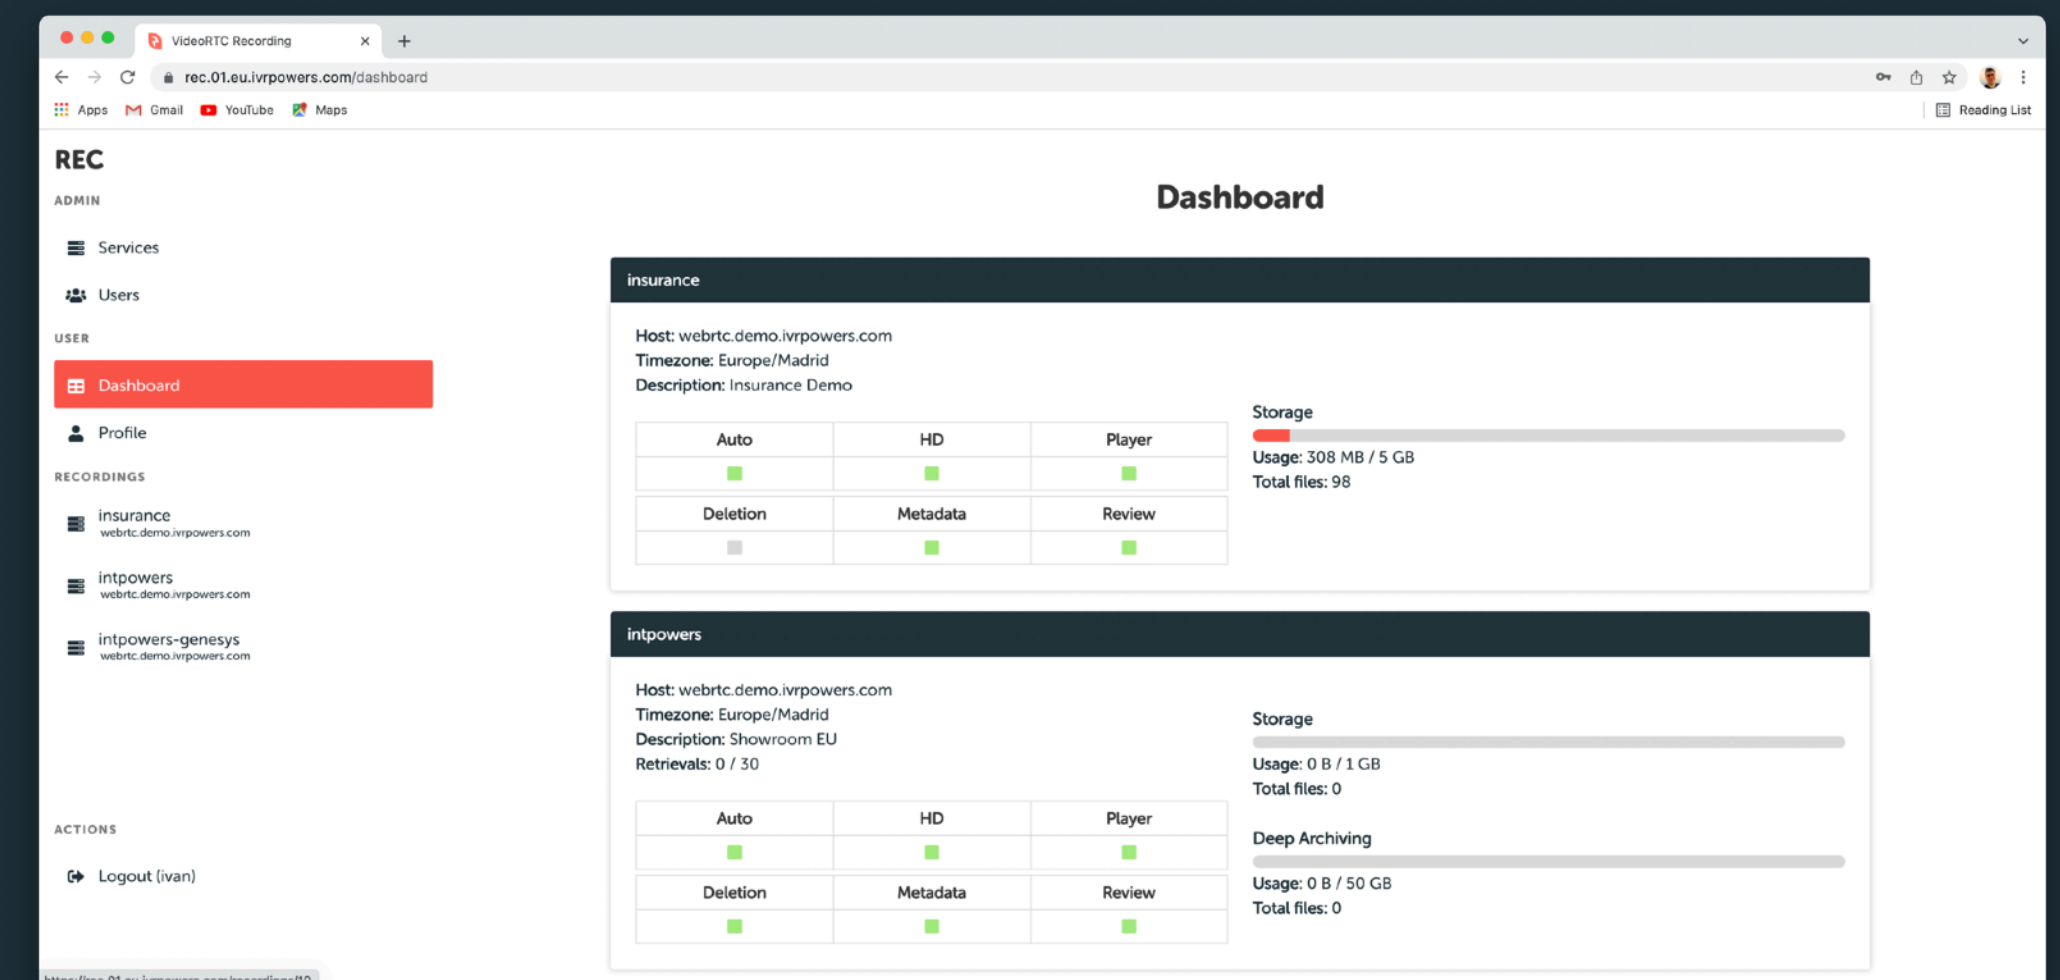 VideoRTC Recording
rec.01.eu.ivrpowers.com/dashboard
Apps Gmail YouTube Maps
Reading List
REC
ADMIN
Services
Users
USER
Dashboard
Profile
RECORDINGS
insurance
webrtc.demo.ivrpowers.com
intpowers
webrtc.demo.ivrpowers.com
intpowers-genesys
webrtc.demo.ivrpowers.com
ACTIONS
Logout (ivan)
Dashboard
insurance
Host: webrtc.demo.ivrpowers.com
Timezone: Europe/Madrid
Description: Insurance Demo
Auto HD Player
Deletion Metadata Review
Storage
Usage: 308 MB / 5 GB
Total files: 98
intpowers
Host: webrtc.demo.ivrpowers.com
Timezone: Europe/Madrid
Description: Showroom EU
Retrievals: 0 / 30
Auto HD Player
Deletion Metadata Review
Storage
Usage: 0 B / 1 GB
Total files: 0
Deep Archiving
Usage: 0 B / 50 GB
Total files: 0